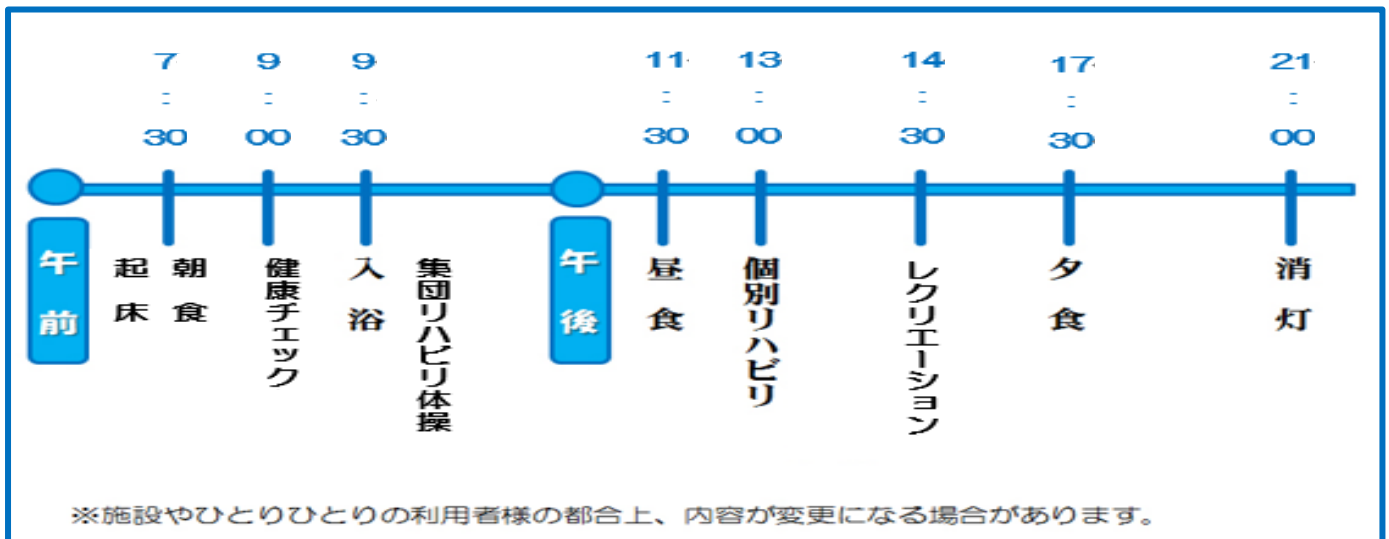 7:30
9:00
9:30
11:30
13:00
14:30
17:30
21:00
午前
起床
朝食
健康チェック
入浴
集団リハビリ体操
午後
昼食
個別リハビリ
レクリエーション
夕食
消灯
※施設やひとりひとりの利用者様の都合上、内容が変更になる場合があります。